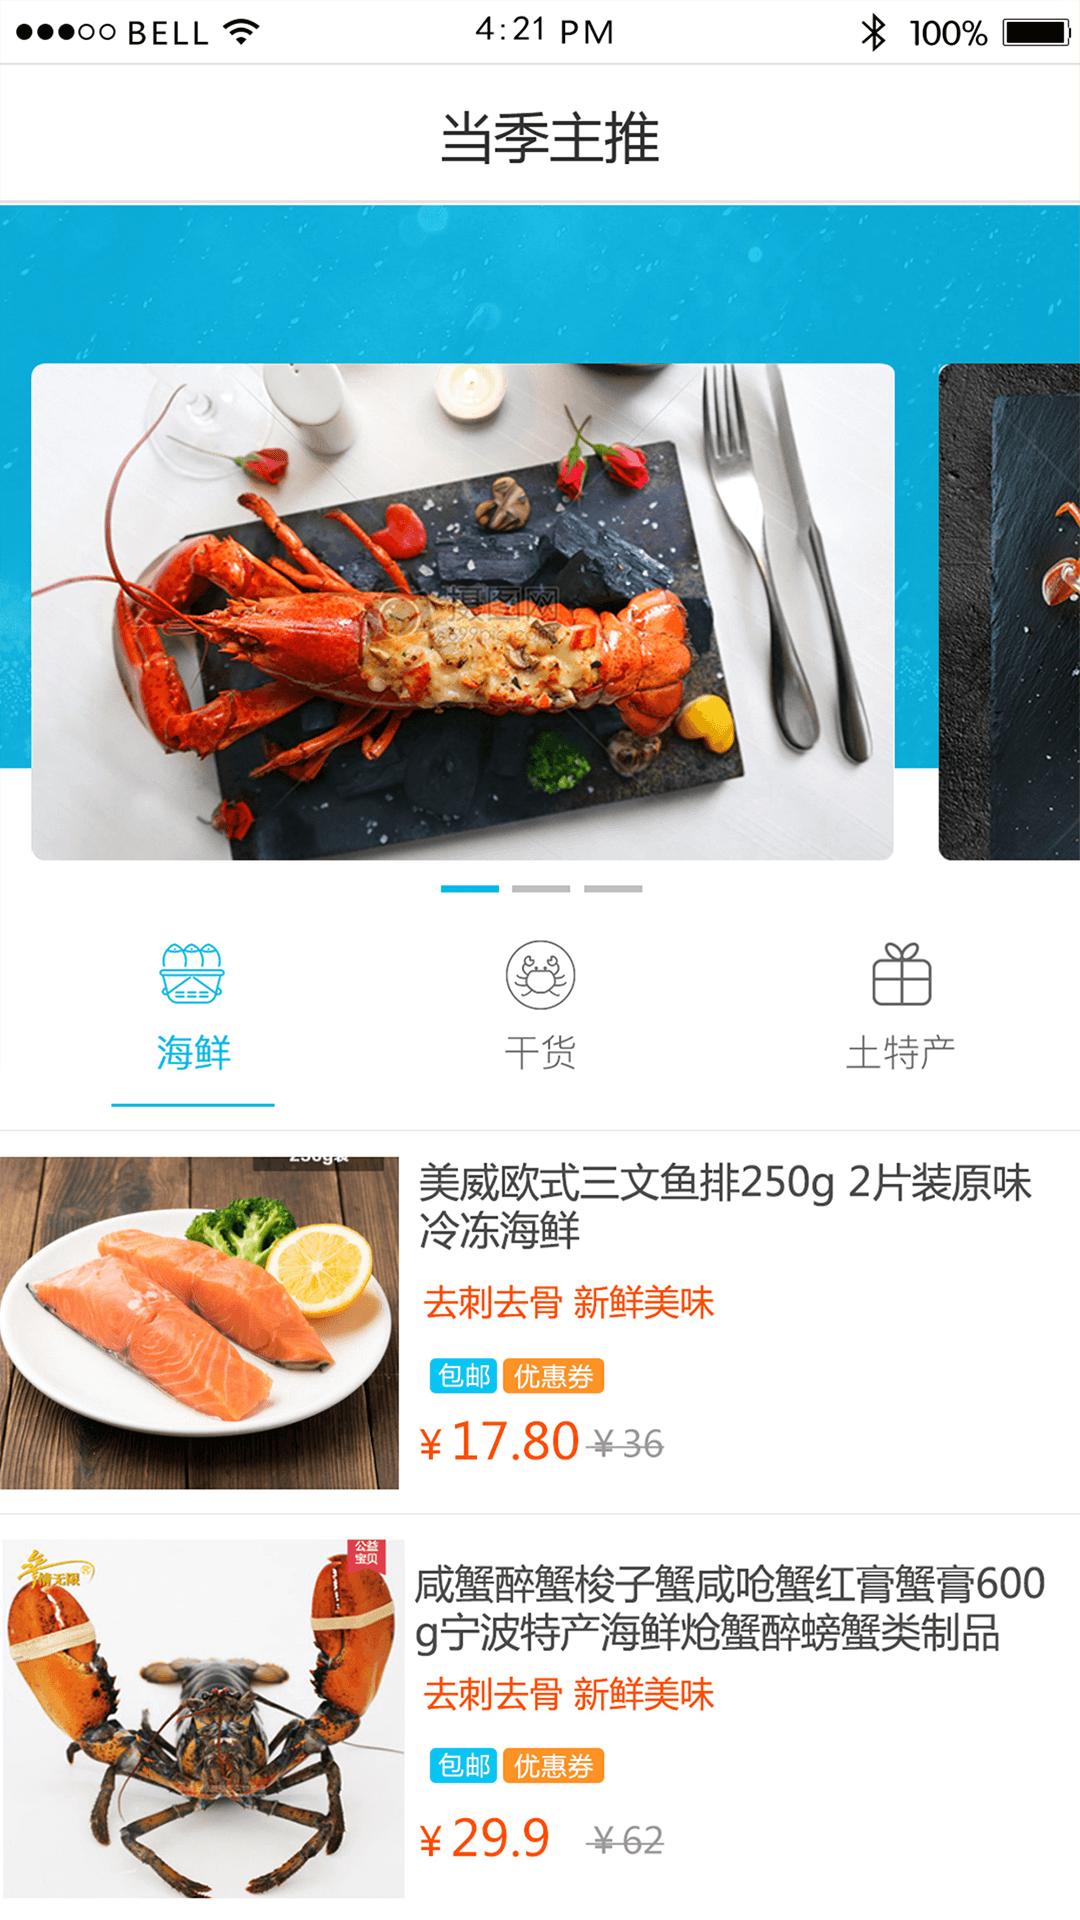 BELL 4:21 PM 100%
当季主推
摄图网
海鲜 干货 土特产
美威欧式三文鱼排250g 2片装原味
冷冻海鲜
去刺去骨 新鲜美味
包邮 优惠券
¥17.80 ¥36
公益
宝贝
咸蟹醉蟹梭子蟹咸呛蟹红膏蟹膏600
g宁波特产海鲜炝蟹醉螃蟹类制品
去刺去骨 新鲜美味
包邮 优惠券
¥29.9 ¥62